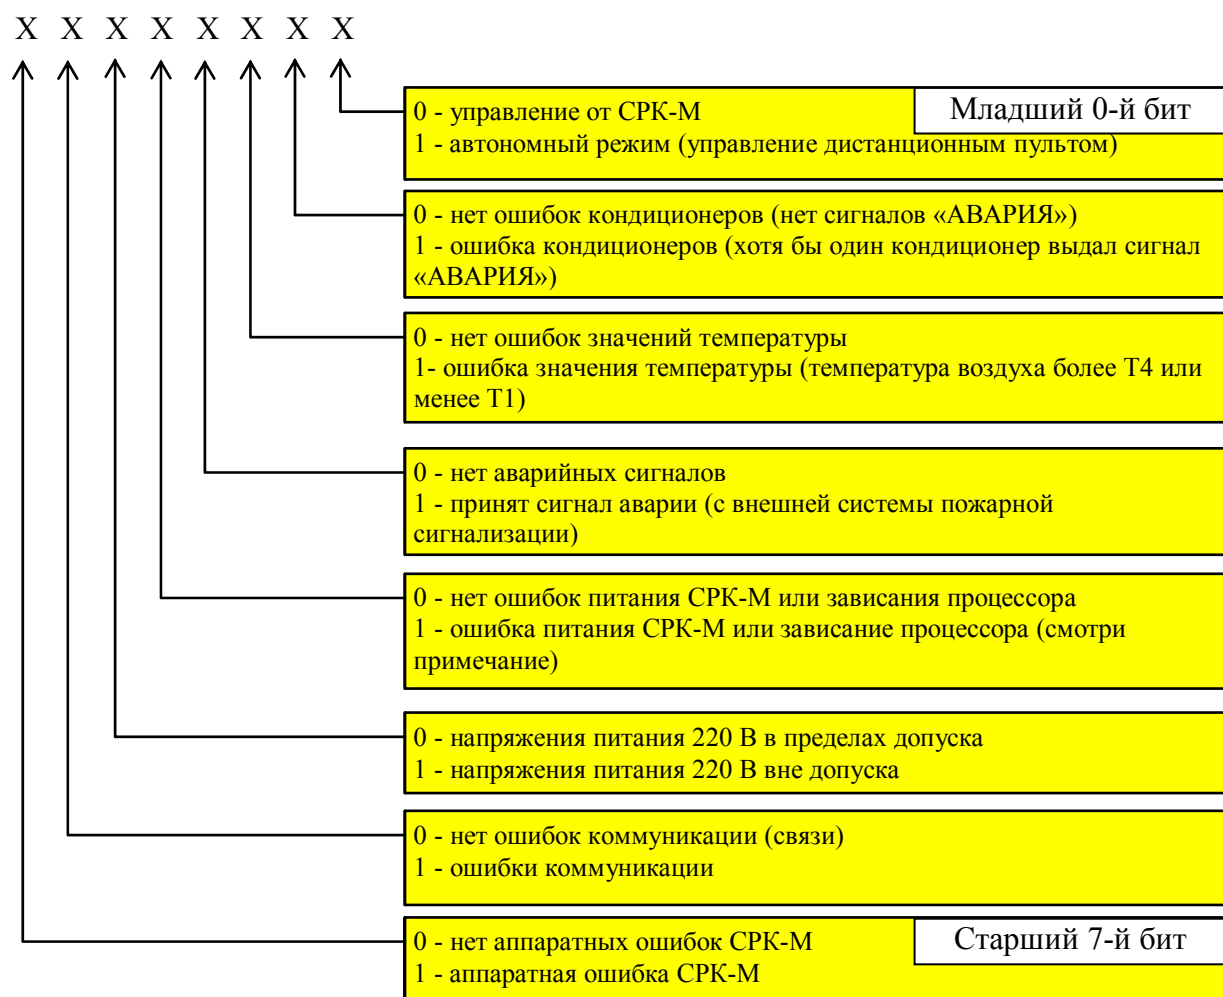 X X X X X X X X
0 - управление от СРК-М
Младший 0-й бит
1 - автономный режим (управление дистанционным пультом)
0 - нет ошибок кондиционеров (нет сигналов «АВАРИЯ»)
1 - ошибка кондиционеров (хотя бы один кондиционер выдал сигнал
«АВАРИЯ»)
0 - нет ошибок значений температуры
1- ошибка значения температуры (температура воздуха более Т4 или
менее Т1)
0 - нет аварийных сигналов
1 - принят сигнал аварии (с внешней системы пожарной
сигнализации)
0 - нет ошибок питания СРК-М или зависания процессора
1 - ошибка питания СРК-М или зависание процессора (смотри
примечание)
0 - напряжения питания 220 В в пределах допуска
1 - напряжения питания 220 В вне допуска
0 - нет ошибок коммуникации (связи)
1 - ошибки коммуникации
0 - нет аппаратных ошибок СРК-М
Старший 7-й бит
1 - аппаратная ошибка СРК-М